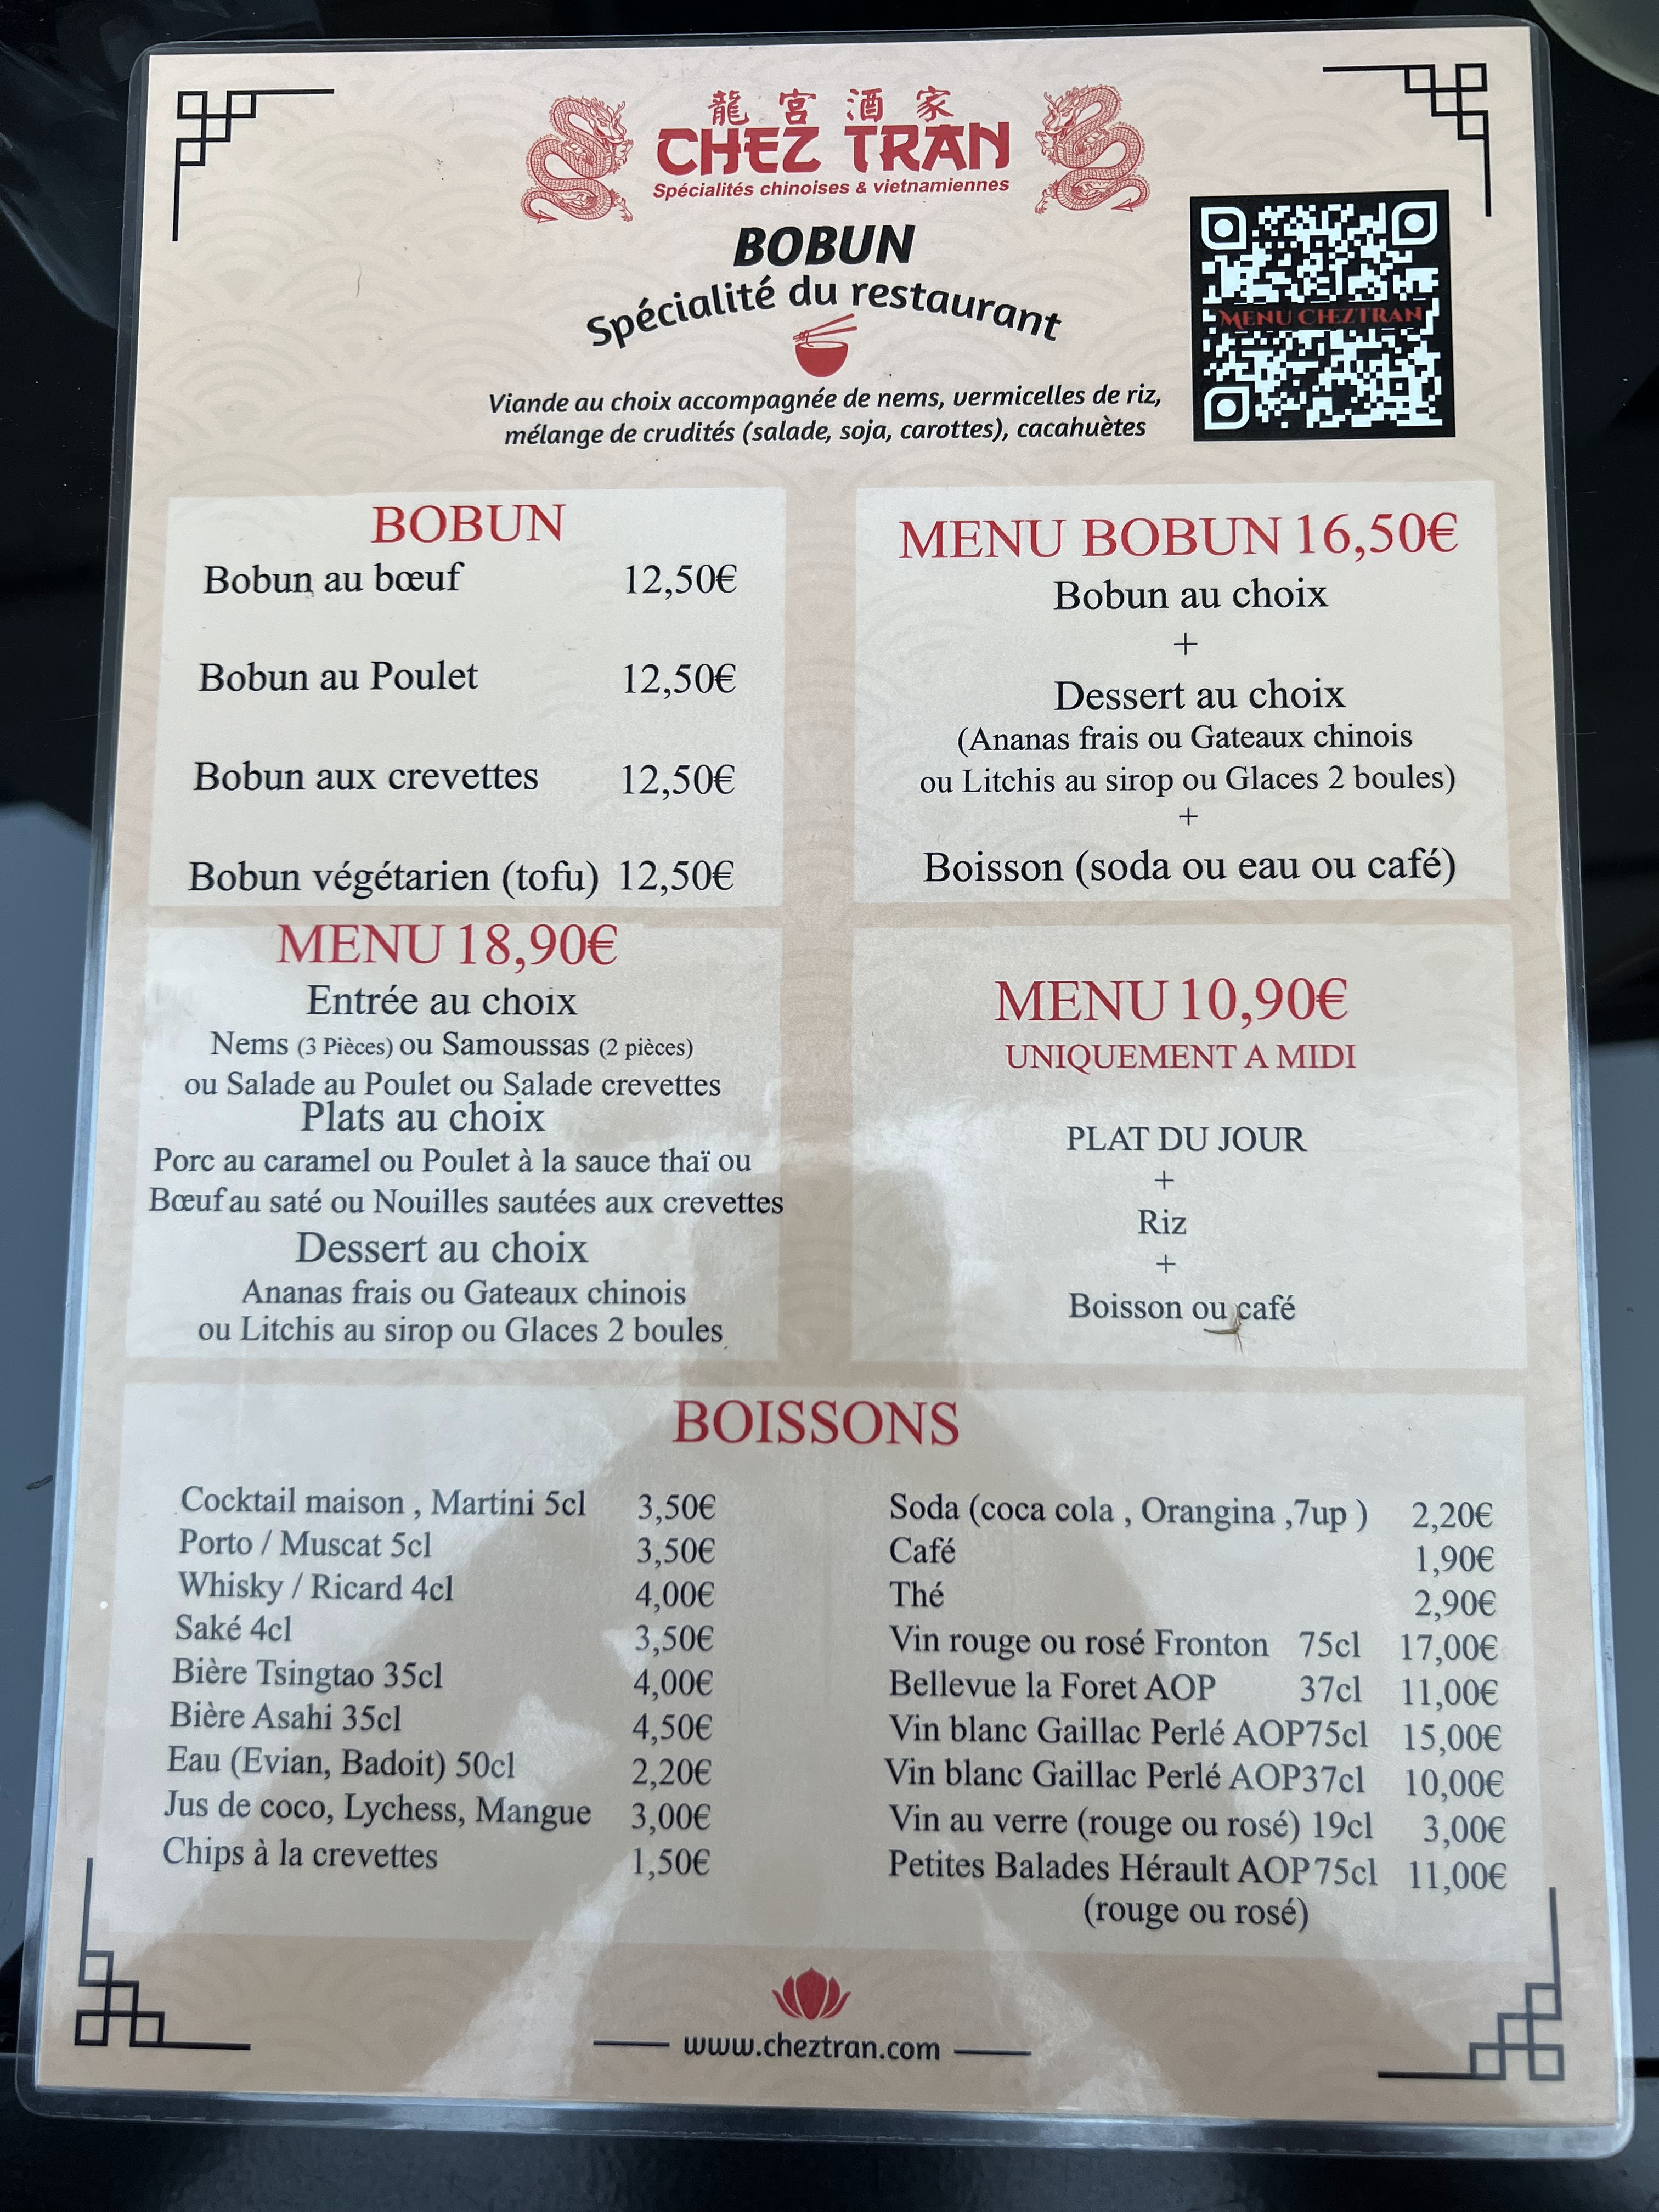 龍宮酒家
CHEZ TRAN
Spécialités chinoises & vietnamiennes
BOBUN
Spécialité du restaurant
MENU CHEZTRAN
Viande au choix accompagnée de nems, vermicelles de riz,
mélange de crudités (salade, soja, carottes), cacahuètes
BOBUN
Bobun au bœuf 12,50€
Bobun au Poulet 12,50€
Bobun aux crevettes 12,50€
Bobun végétarien (tofu) 12,50€
MENU BOBUN 16,50€
Bobun au choix
+
Dessert au choix
(Ananas frais ou Gateaux chinois
ou Litchis au sirop ou Glaces 2 boules)
+
Boisson (soda ou eau ou café)
MENU 18,90€
Entrée au choix
Nems (3 Pièces) ou Samoussas (2 pièces)
ou Salade au Poulet ou Salade crevettes
Plats au choix
Porc au caramel ou Poulet à la sauce thaï ou
Bœuf au saté ou Nouilles sautées aux crevettes
Dessert au choix
Ananas frais ou Gateaux chinois
ou Litchis au sirop ou Glaces 2 boules
MENU 10,90€
UNIQUEMENT A MIDI
PLAT DU JOUR
+
Riz
+
Boisson ou café
BOISSONS
Cocktail maison , Martini 5cl 3,50€
Porto / Muscat 5cl 3,50€
Whisky / Ricard 4cl 4,00€
Saké 4cl 3,50€
Bière Tsingtao 35cl 4,00€
Bière Asahi 35cl 4,50€
Eau (Evian, Badoit) 50cl 2,20€
Jus de coco, Lychess, Mangue 3,00€
Chips à la crevettes 1,50€
Soda (coca cola , Orangina ,7up ) 2,20€
Café 1,90€
Thé 2,90€
Vin rouge ou rosé Fronton 75cl 17,00€
Bellevue la Foret AOP 37cl 11,00€
Vin blanc Gaillac Perlé AOP75cl 15,00€
Vin blanc Gaillac Perlé AOP37cl 10,00€
Vin au verre (rouge ou rosé) 19cl 3,00€
Petites Balades Hérault AOP75cl 11,00€
(rouge ou rosé)
www.cheztran.com